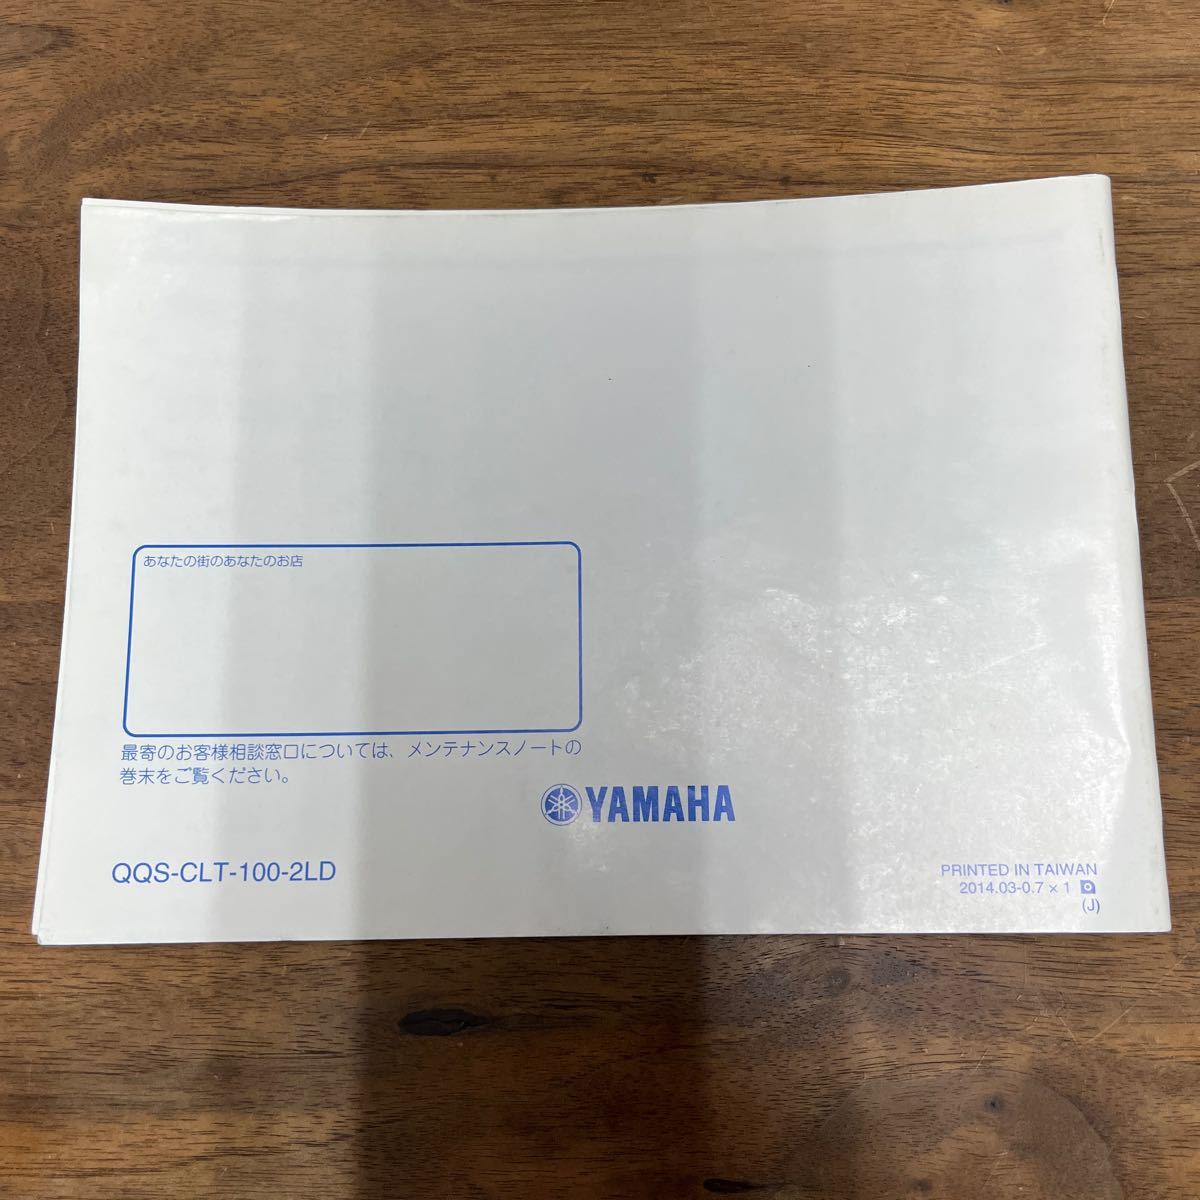 あなたの街のあなたのお店
最寄のお客様相談窓口については、メンテナンスノートの
巻末をご覧ください。
YAMAHA
QQS-CLT-100-2LD
PRINTED IN TAIWAN
2014.03-0.7×1
(J)